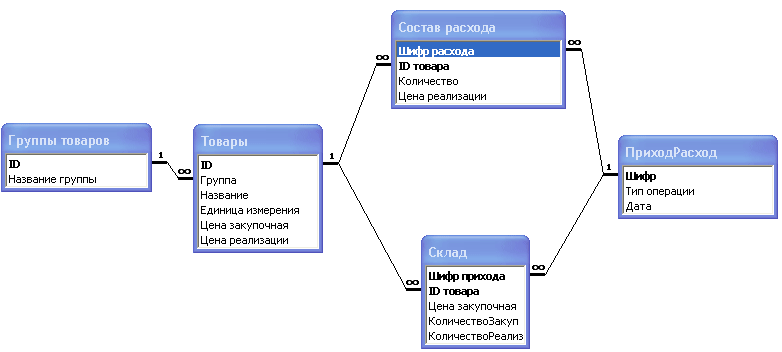 Группы товаров
ID
Название группы
1
∞
Товары
ID
Группа
Название
Единица измерения
Цена закупочная
Цена реализации
1
∞
Состав расхода
Шифр расхода
ID товара
Количество
Цена реализации
∞
∞
Склад
Шифр прихода
ID товара
Цена закупочная
КоличествоЗакуп
КоличествоРеализ
∞
1
ПриходРасход
Шифр
Тип операции
Дата